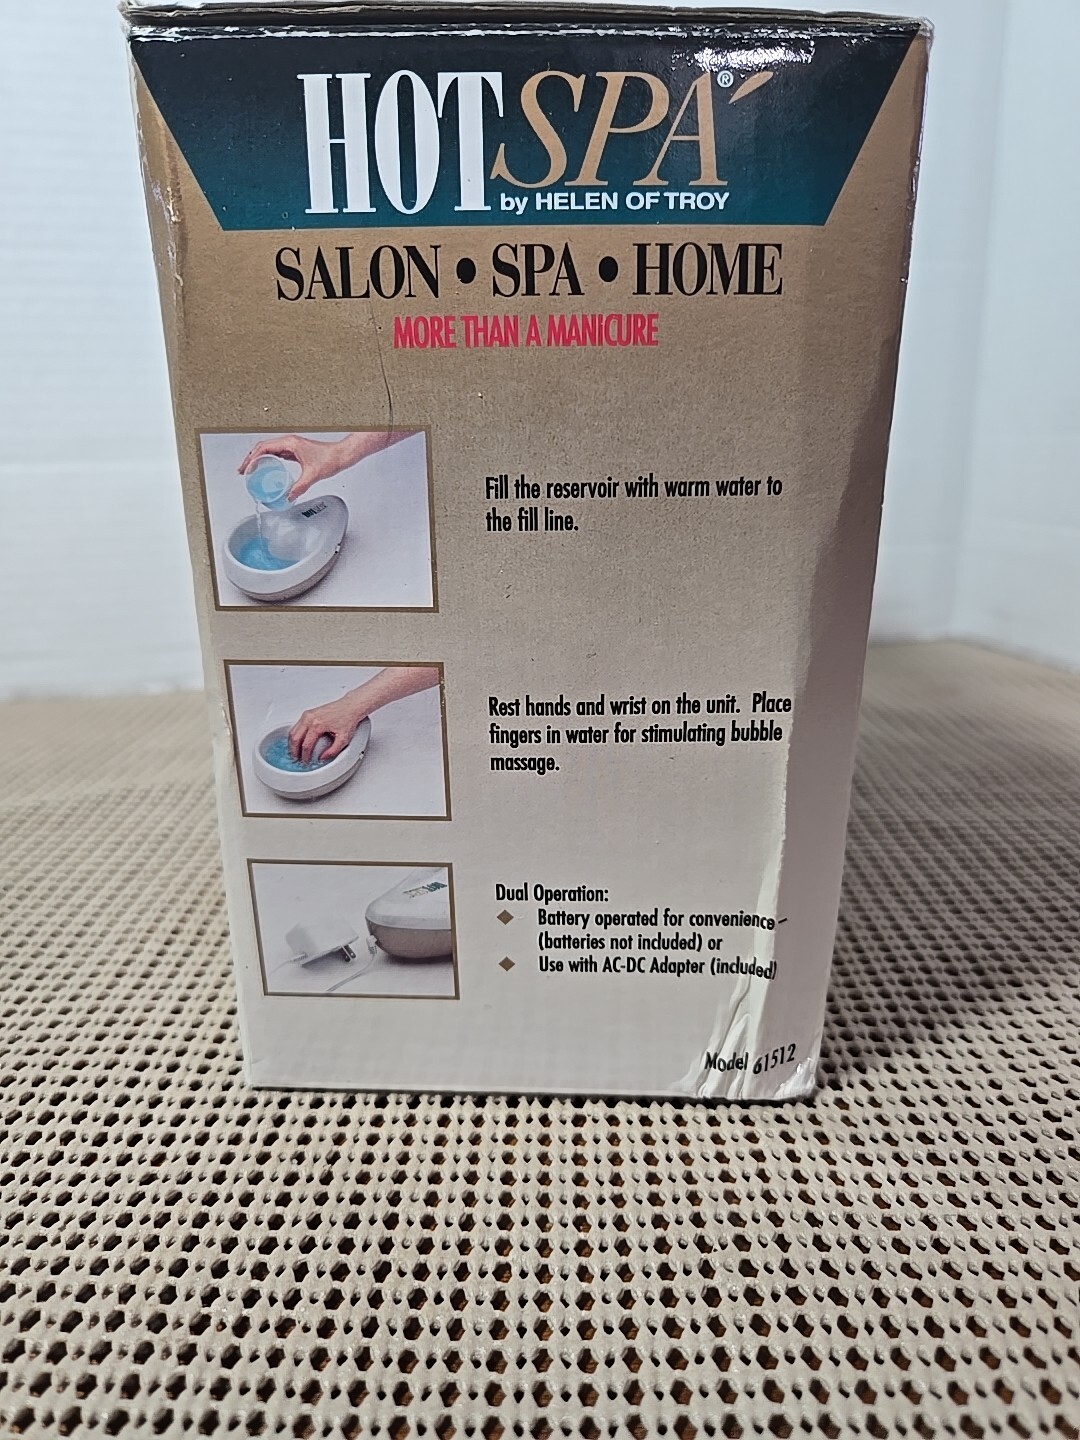 HOT SPA®
by HELEN OF TROY
SALON • SPA • HOME
MORE THAN A MANICURE
Fill the reservoir with warm water to
the fill line.
Rest hands and wrist on the unit. Place
fingers in water for stimulating bubble
massage.
Dual Operation:
◆ Battery operated for convenience -
(batteries not included) or
◆ Use with AC-DC Adapter (included)
Model 61512